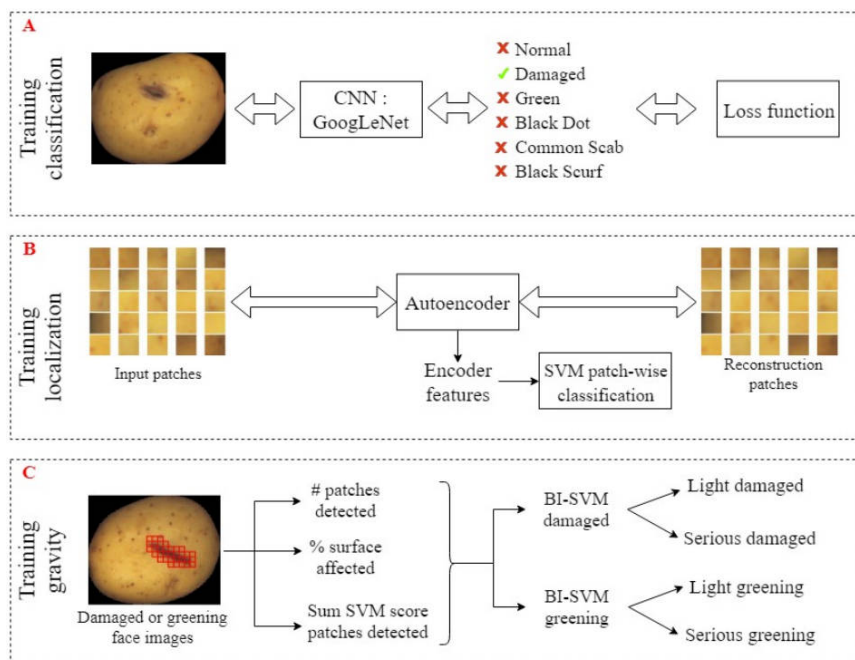 A
Training
classification
CNN :
GoogLeNet
Normal
Damaged
Green
Black Dot
Common Scab
Black Scurf
Loss function
B
Training
localization
Input patches
Autoencoder
Encoder
features
SVM patch-wise
classification
Reconstruction
patches
C
Training
gravity
Damaged or greening
face images
# patches
detected
% surface
affected
Sum SVM score
patches detected
BI-SVM
damaged
BI-SVM
greening
Light damaged
Serious damaged
Light greening
Serious greening